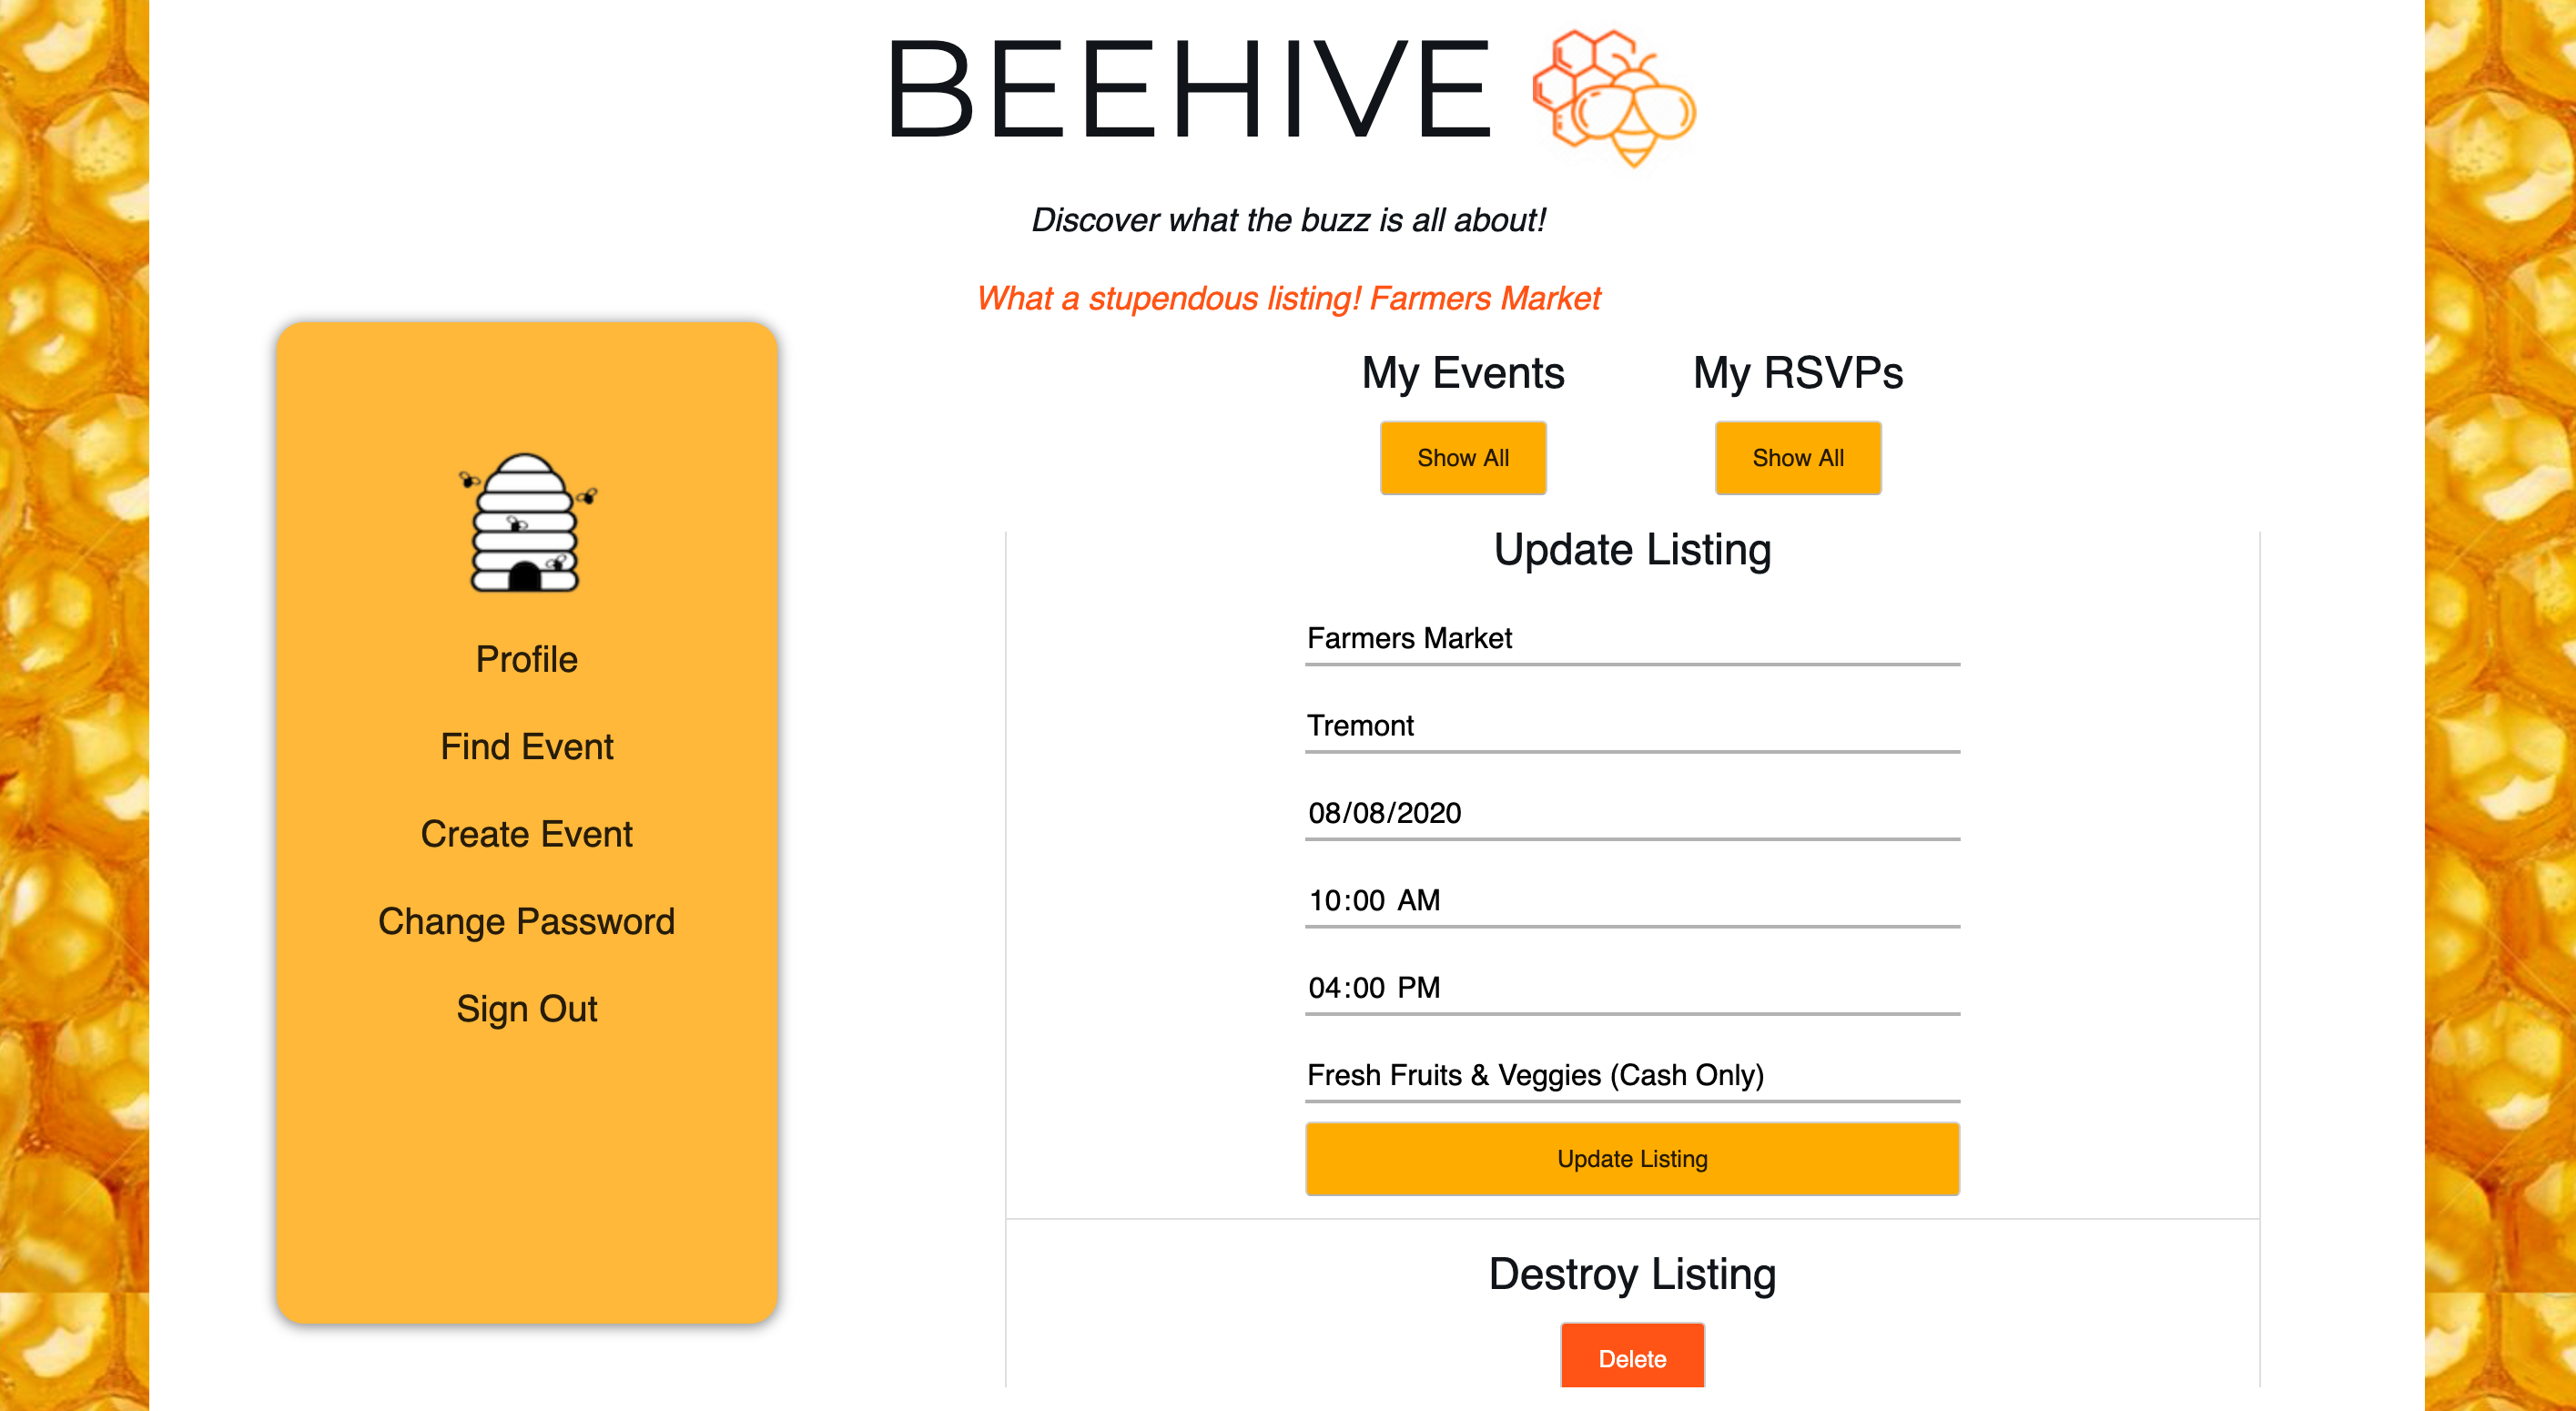 BEEHIVE
Discover what the buzz is all about!
What a stupendous listing! Farmers Market
Profile
Find Event
Create Event
Change Password
Sign Out
My Events My RSVPs
Show All Show All
Update Listing
Farmers Market
Tremont
08/08/2020
10:00 AM
04:00 PM
Fresh Fruits & Veggies (Cash Only)
Update Listing
Destroy Listing
Delete